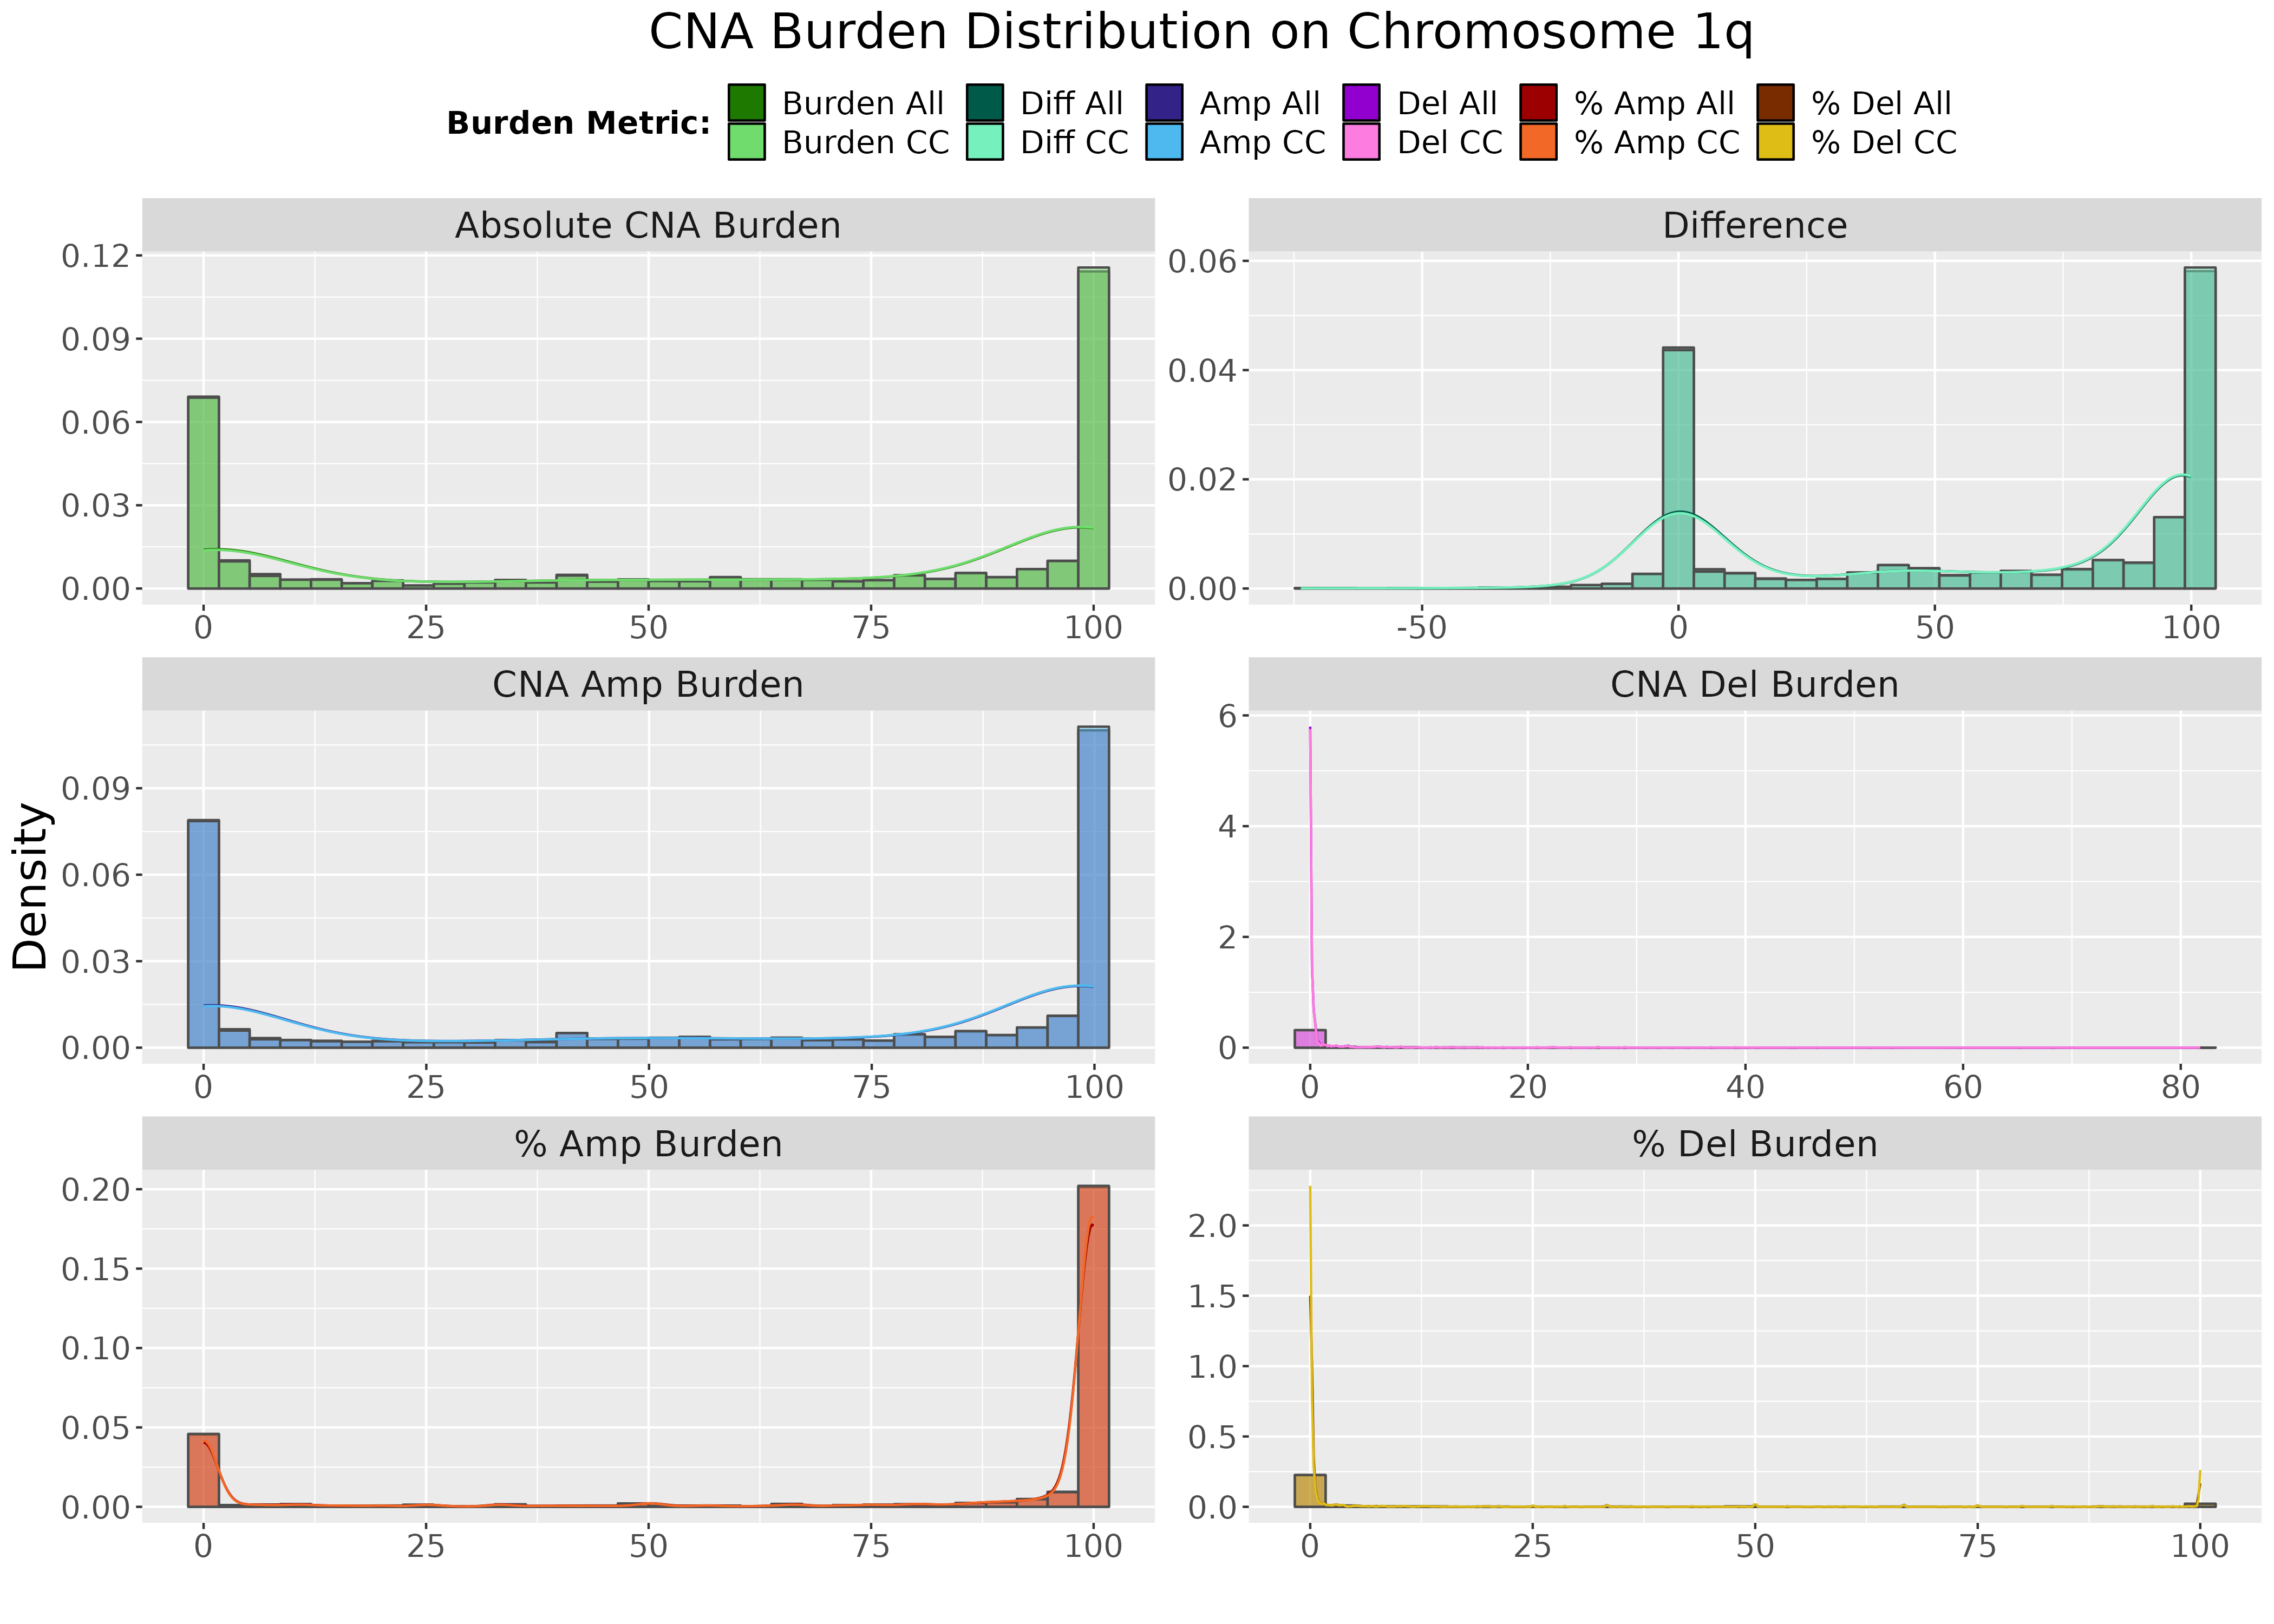 CNA Burden Distribution on Chromosome 1q
Burden Metric:
Burden All Diff All Amp All Del All % Amp All % Del All
Burden CC Diff CC Amp CC Del CC % Amp CC % Del CC
Absolute CNA Burden
0.12
0.09
0.06
0.03
0.00
0 25 50 75 100
Difference
0.06
0.04
0.02
0.00
-50 0 50 100
Density
CNA Amp Burden
0.09
0.06
0.03
0.00
0 25 50 75 100
CNA Del Burden
6
4
2
0
0 20 40 60 80
% Amp Burden
0.20
0.15
0.10
0.05
0.00
0 25 50 75 100
% Del Burden
2.0
1.5
1.0
0.5
0.0
0 25 50 75 100